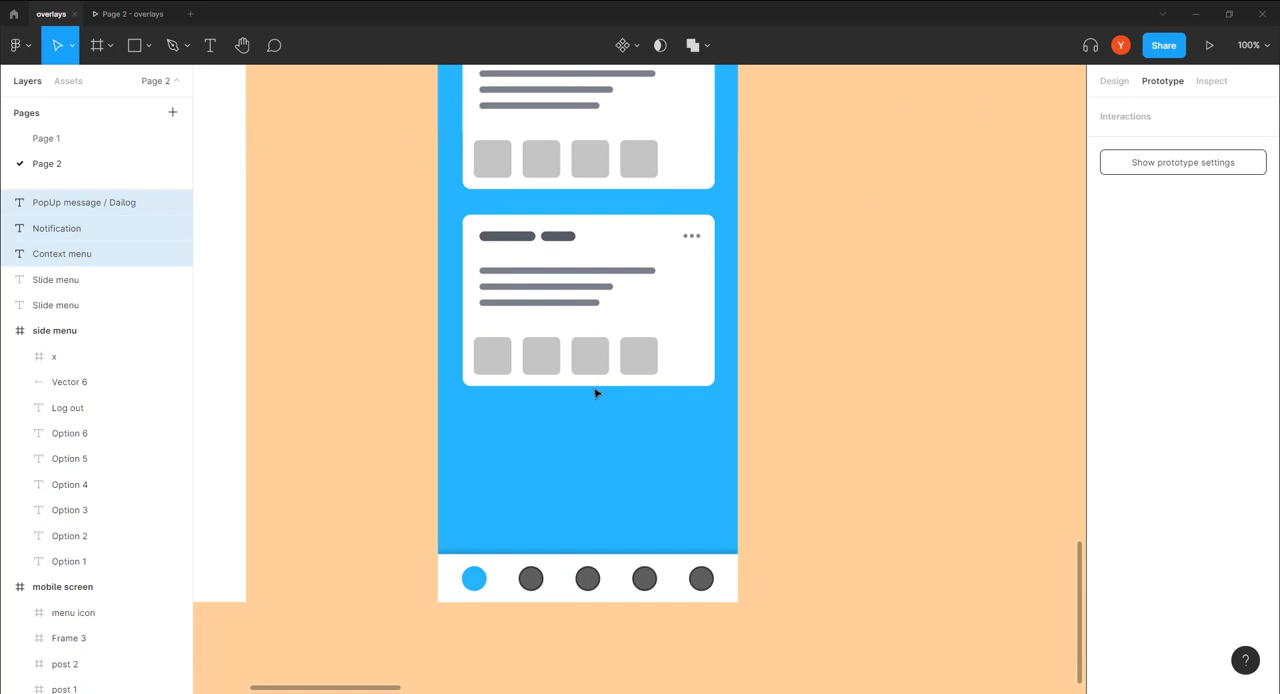 overlays
Page 2 - overlays
Y
Share
100%
Layers
Assets
Page 2
Design
Prototype
Inspect
Pages
Page 1
Page 2
Interactions
Show prototype settings
PopUp message / Dailog
Notification
Context menu
Slide menu
Slide menu
side menu
x
Vector 6
Log out
Option 6
Option 5
Option 4
Option 3
Option 2
Option 1
mobile screen
menu icon
Frame 3
post 2
post 1
?